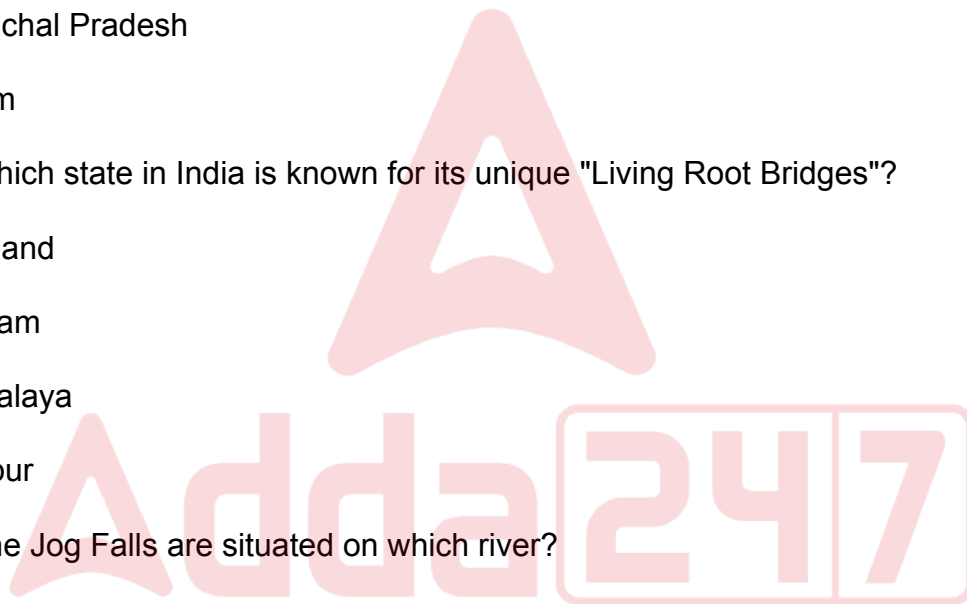 chal Pradesh
m
hich state in India is known for its unique "Living Root Bridges"?
and
am
alaya
our
he Jog Falls are situated on which river?
Adda247